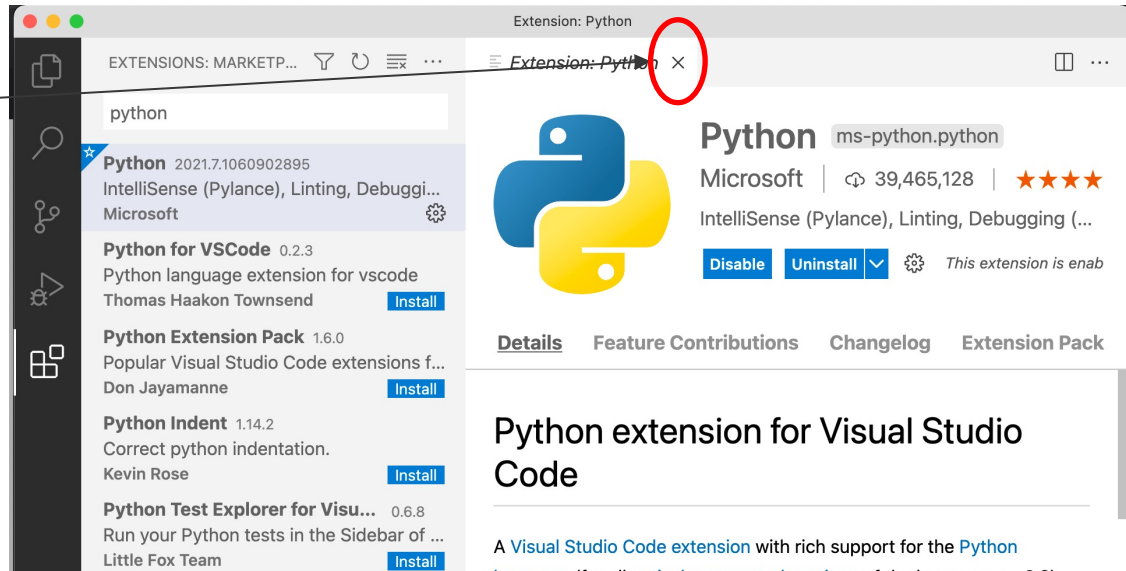 Extension: Python
EXTENSIONS: MARKETP...
Extension: Python
python
Python 2021.7.1060902895
IntelliSense (Pylance), Linting, Debuggi...
Microsoft
Python for VSCode 0.2.3
Python language extension for vscode
Thomas Haakon Townsend Install
Python Extension Pack 1.6.0
Popular Visual Studio Code extensions f...
Don Jayamanne Install
Python Indent 1.14.2
Correct python indentation.
Kevin Rose Install
Python Test Explorer for Visu... 0.6.8
Run your Python tests in the Sidebar of ...
Little Fox Team Install
Python ms-python.python
Microsoft 39,465,128
IntelliSense (Pylance), Linting, Debugging (...
Disable Uninstall This extension is enab
Details Feature Contributions Changelog Extension Pack
Python extension for Visual Studio
Code
A Visual Studio Code extension with rich support for the Python